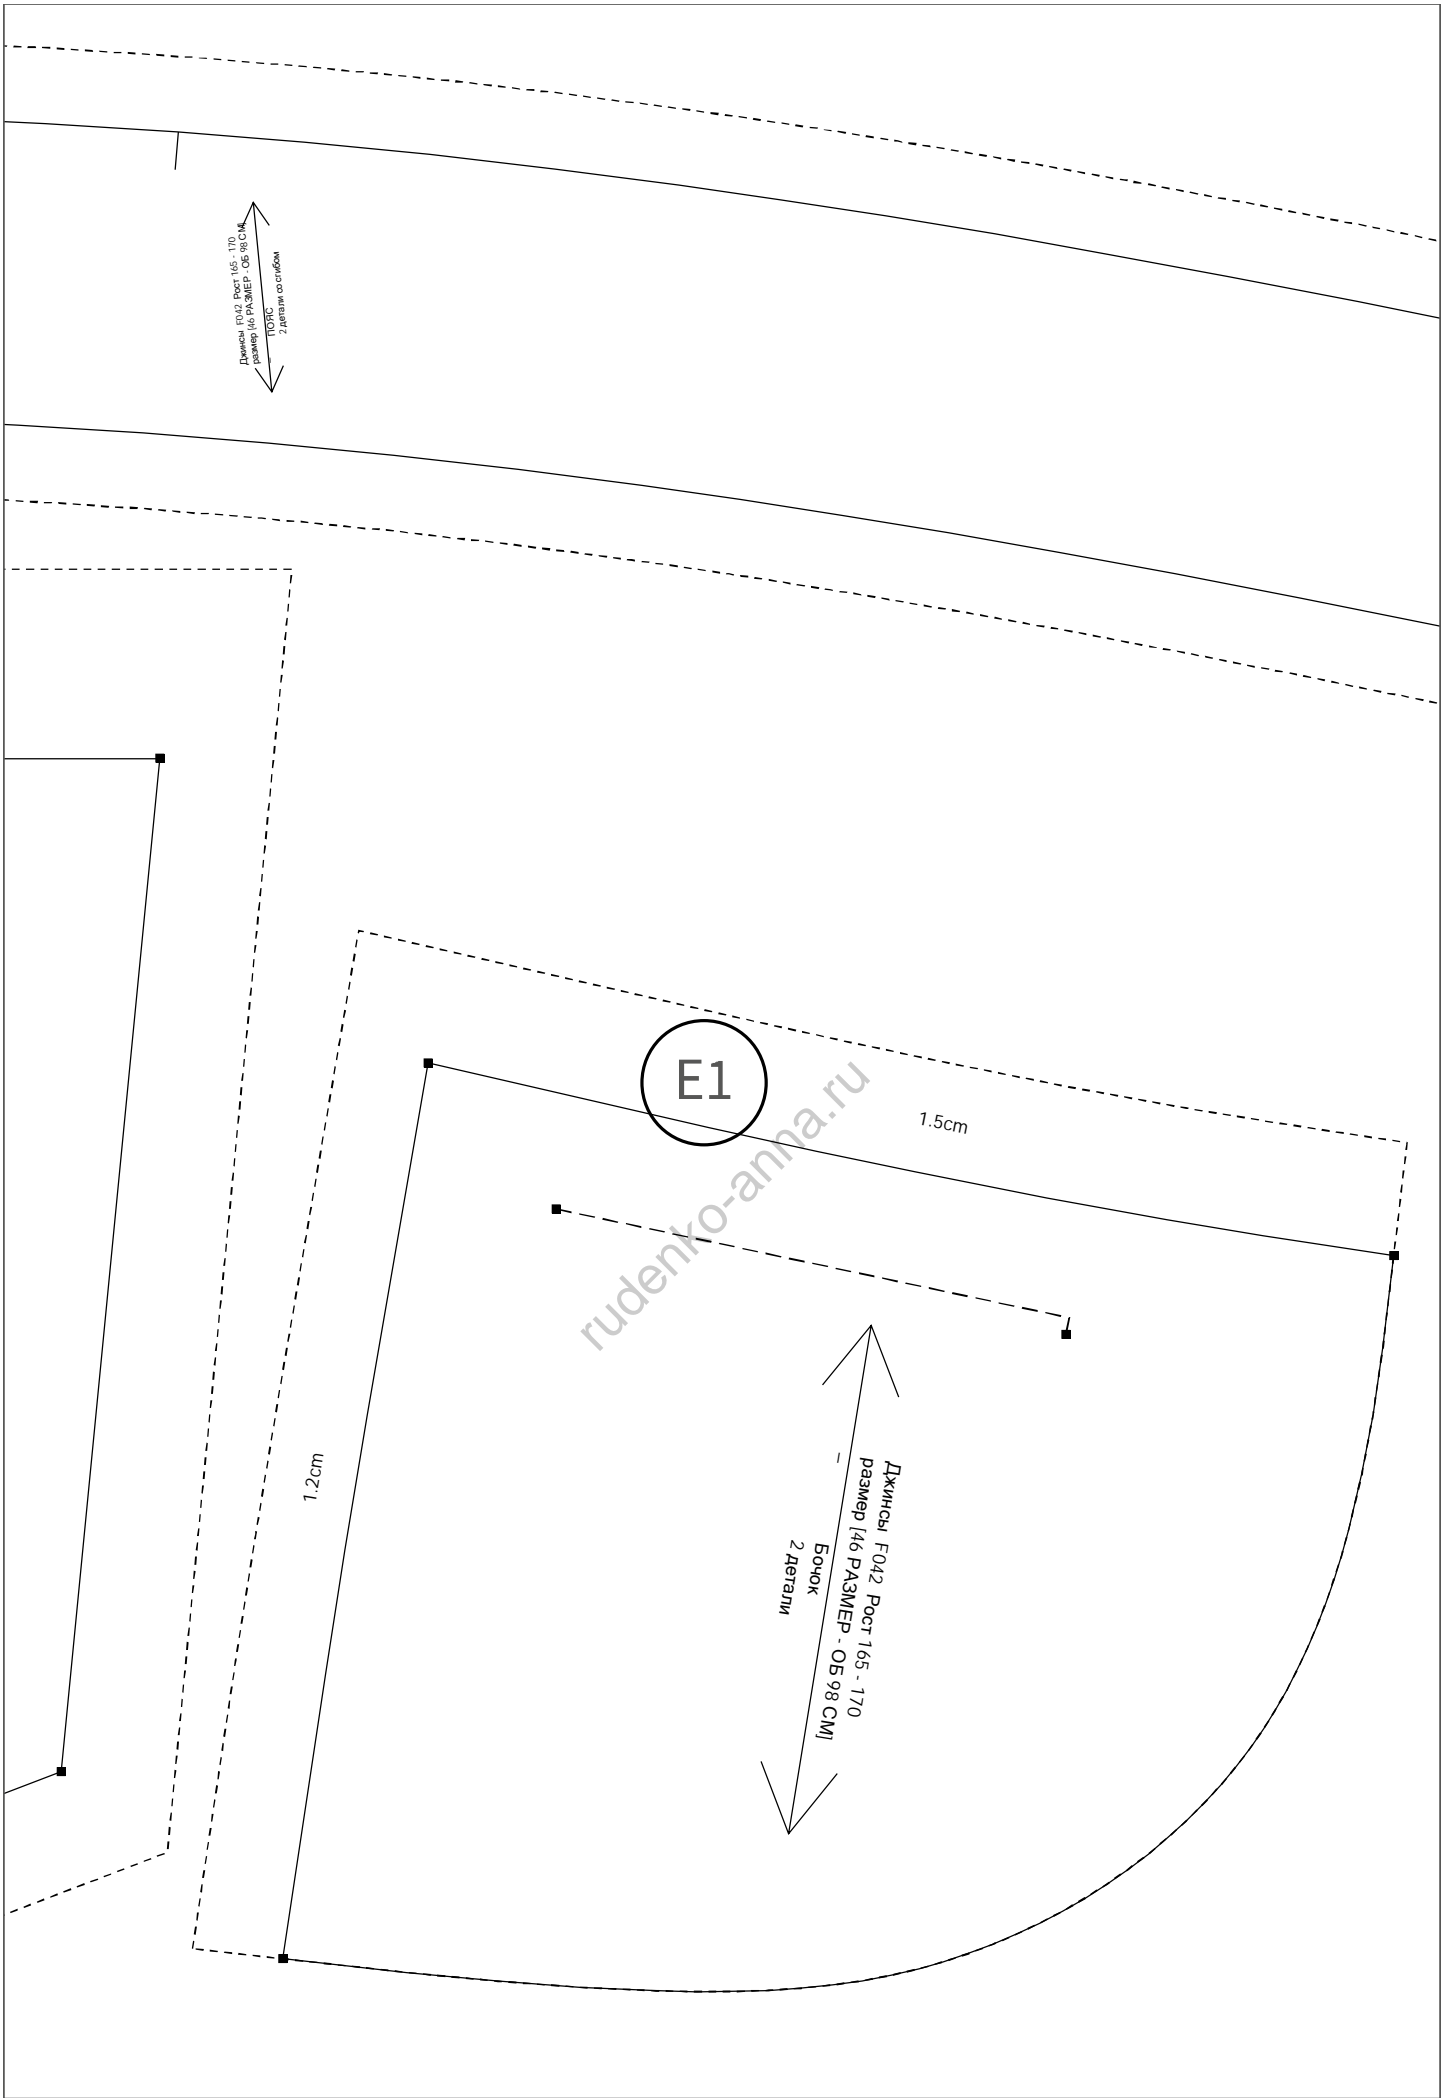 Джинсы F042 Рост 165 - 170
размер [46 РАЗМЕР - ОБ 98 СМ]
ПОЯС
2 детали со сгибом
E1
1.5cm
rudenko-anna.ru
1.2cm
Джинсы F042 Рост 165 - 170
размер [46 РАЗМЕР - ОБ 98 СМ]
Бочок
2 детали